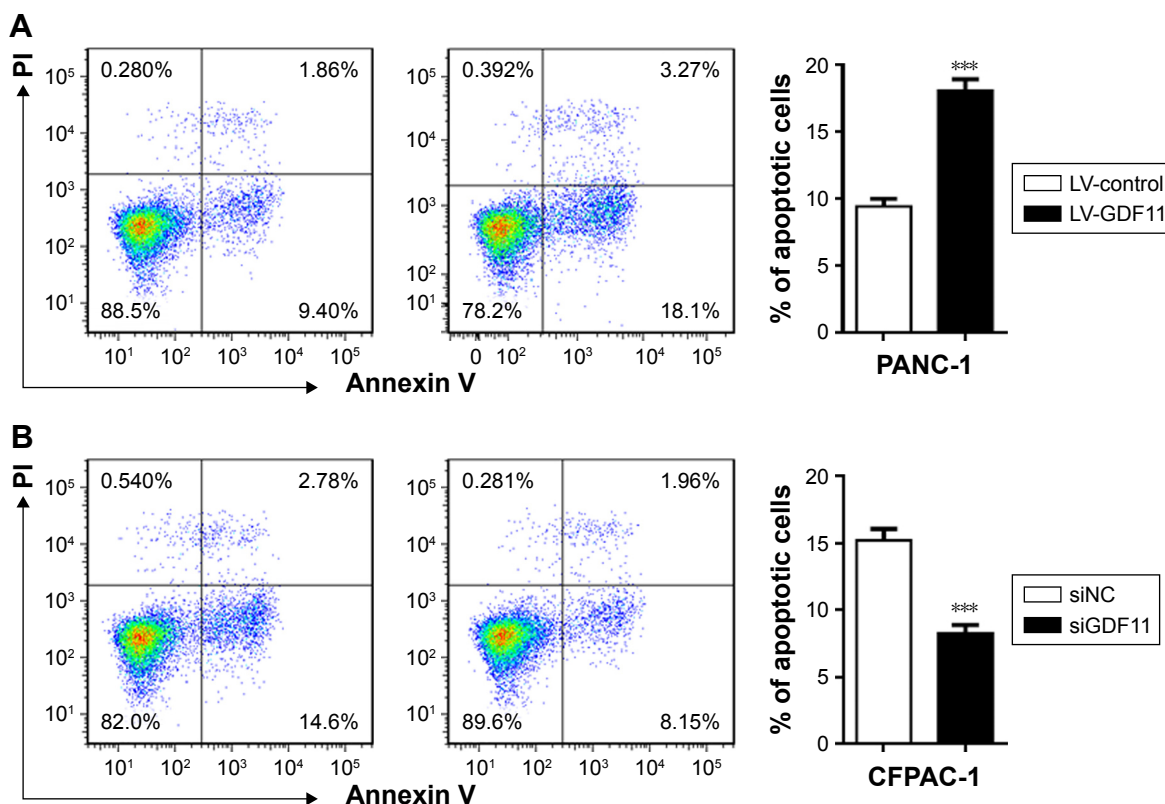 A
PI
10⁵
10⁴
10³
10²
10¹
0.280%
1.86%
88.5%
9.40%
10¹ 10² 10³ 10⁴ 10⁵
10⁵
10⁴
10³
10²
10¹
0.392%
3.27%
78.2%
18.1%
0 10² 10³ 10⁴ 10⁵
Annexin V
% of apoptotic cells
20
15
10
5
0
***
PANC-1
LV-control
LV-GDF11
B
PI
10⁵
10⁴
10³
10²
10¹
0.540%
2.78%
82.0%
14.6%
10¹ 10² 10³ 10⁴ 10⁵
10⁵
10⁴
10³
10²
10¹
0.281%
1.96%
89.6%
8.15%
10¹ 10² 10³ 10⁴ 10⁵
Annexin V
% of apoptotic cells
20
15
10
5
0
***
CFPAC-1
siNC
siGDF11